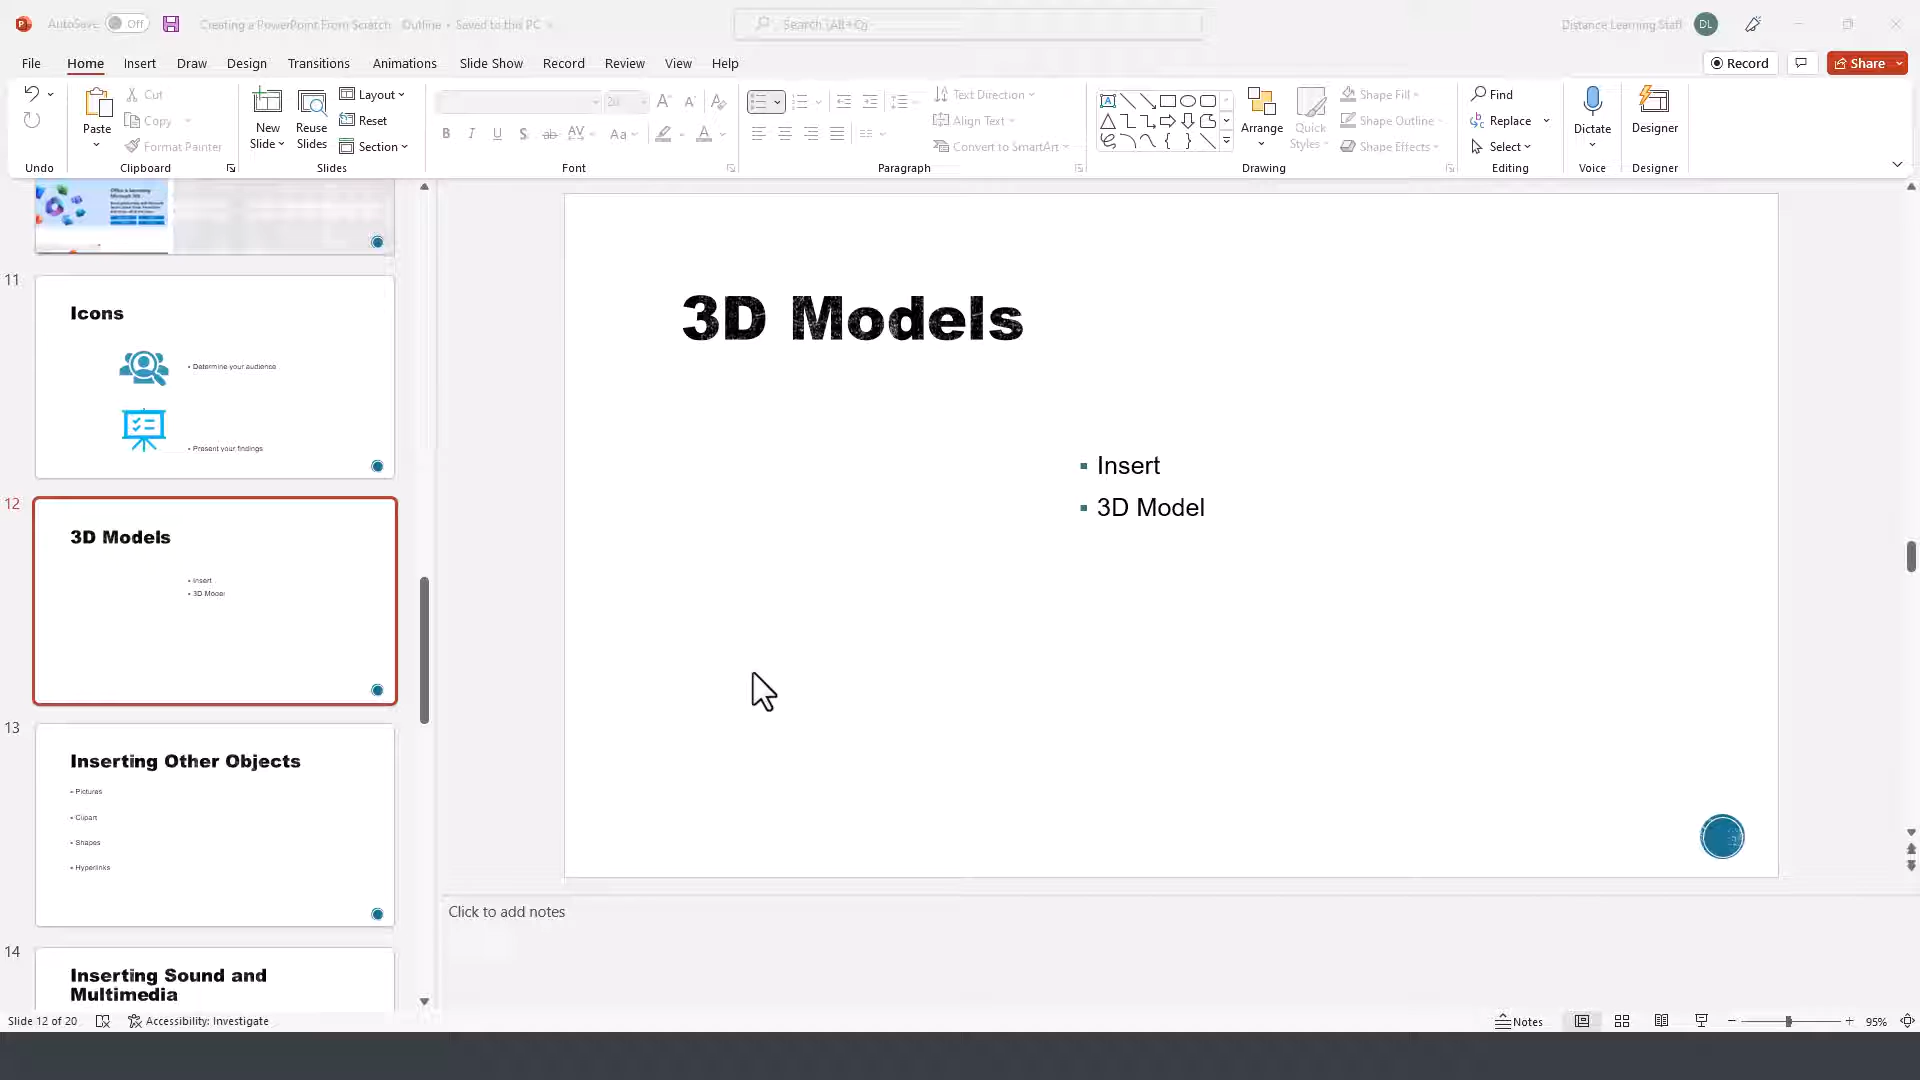 AutoSave Off Creating a PowerPoint From Scratch Outline • Saved to this PC Search (Alt+Q) Distance Learning Staff DL
File Home Insert Draw Design Transitions Animations Slide Show Record Review View Help Record Share
Paste
Cut
Copy
Format Painter
New Slide
Reuse Slides
Layout
Reset
Section
20
B I U S ab AV Aa A
Text Direction
Align Text
Convert to SmartArt
Arrange
Quick Styles
Shape Fill
Shape Outline
Shape Effects
Find
Replace
Select
Dictate
Designer
Undo Clipboard Slides Font Paragraph Drawing Editing Voice Designer
11
Icons
• Determine your audience
• Present your findings
12
3D Models
• Insert
• 3D Model
13
Inserting Other Objects
• Pictures
• Clipart
• Shapes
• Hyperlinks
14
Inserting Sound and
Multimedia
3D Models
▪ Insert
▪ 3D Model
Click to add notes
Slide 12 of 20 Accessibility: Investigate Notes 95%